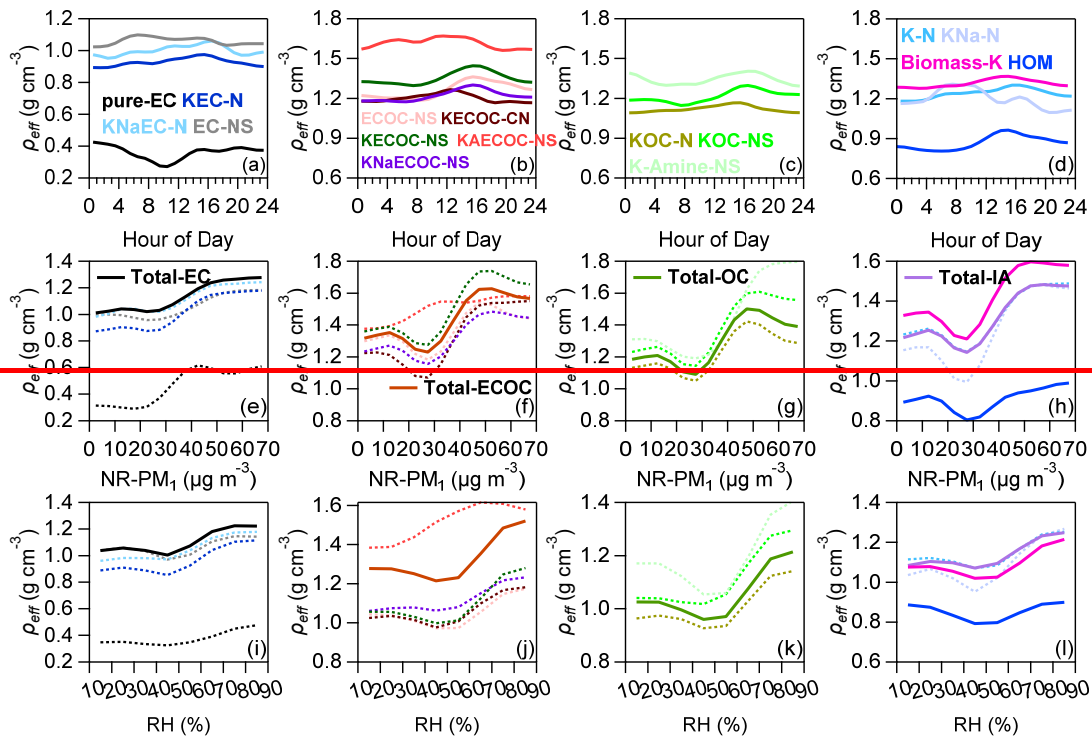 ρeff (g cm⁻³)
1.2
1.0
0.8
0.6
0.4
0.2
pure-EC KEC-N
KNaEC-N EC-NS
(a)
0 4 8 12 16 20 24
Hour of Day
ρeff (g cm⁻³)
1.8
1.5
1.2
0.9
0.6
ECOC-NS KECOC-CN
KECOC-NS KAECOC-NS
KNaECOC-NS
(b)
0 4 8 12 16 20 24
Hour of Day
ρeff (g cm⁻³)
1.8
1.5
1.2
0.9
0.6
KOC-N KOC-NS
K-Amine-NS
(c)
0 4 8 12 16 20 24
Hour of Day
ρeff (g cm⁻³)
1.8
1.5
1.2
0.9
0.6
K-N KNa-N
Biomass-K HOM
(d)
0 4 8 12 16 20 24
Hour of Day
ρeff (g cm⁻³)
1.4
1.2
1.0
0.8
0.6
0.4
0.2
Total-EC
(e)
0 10 20 30 40 50 60 70
NR-PM₁ (µg m⁻³)
ρeff (g cm⁻³)
1.8
1.6
1.4
1.2
1.0
0.8
Total-ECOC
(f)
0 10 20 30 40 50 60 70
NR-PM₁ (µg m⁻³)
ρeff (g cm⁻³)
1.8
1.6
1.4
1.2
1.0
0.8
Total-OC
(g)
0 10 20 30 40 50 60 70
NR-PM₁ (µg m⁻³)
ρeff (g cm⁻³)
1.6
1.4
1.2
1.0
0.8
Total-IA
(h)
0 10 20 30 40 50 60 70
NR-PM₁ (µg m⁻³)
ρeff (g cm⁻³)
1.4
1.2
1.0
0.8
0.6
0.4
0.2
(i)
10 20 30 40 50 60 70 80 90
RH (%)
ρeff (g cm⁻³)
1.6
1.4
1.2
1.0
0.8
(j)
10 20 30 40 50 60 70 80 90
RH (%)
ρeff (g cm⁻³)
1.4
1.2
1.0
0.8
(k)
10 20 30 40 50 60 70 80 90
RH (%)
ρeff (g cm⁻³)
1.4
1.2
1.0
0.8
0.6
(l)
10 20 30 40 50 60 70 80 90
RH (%)